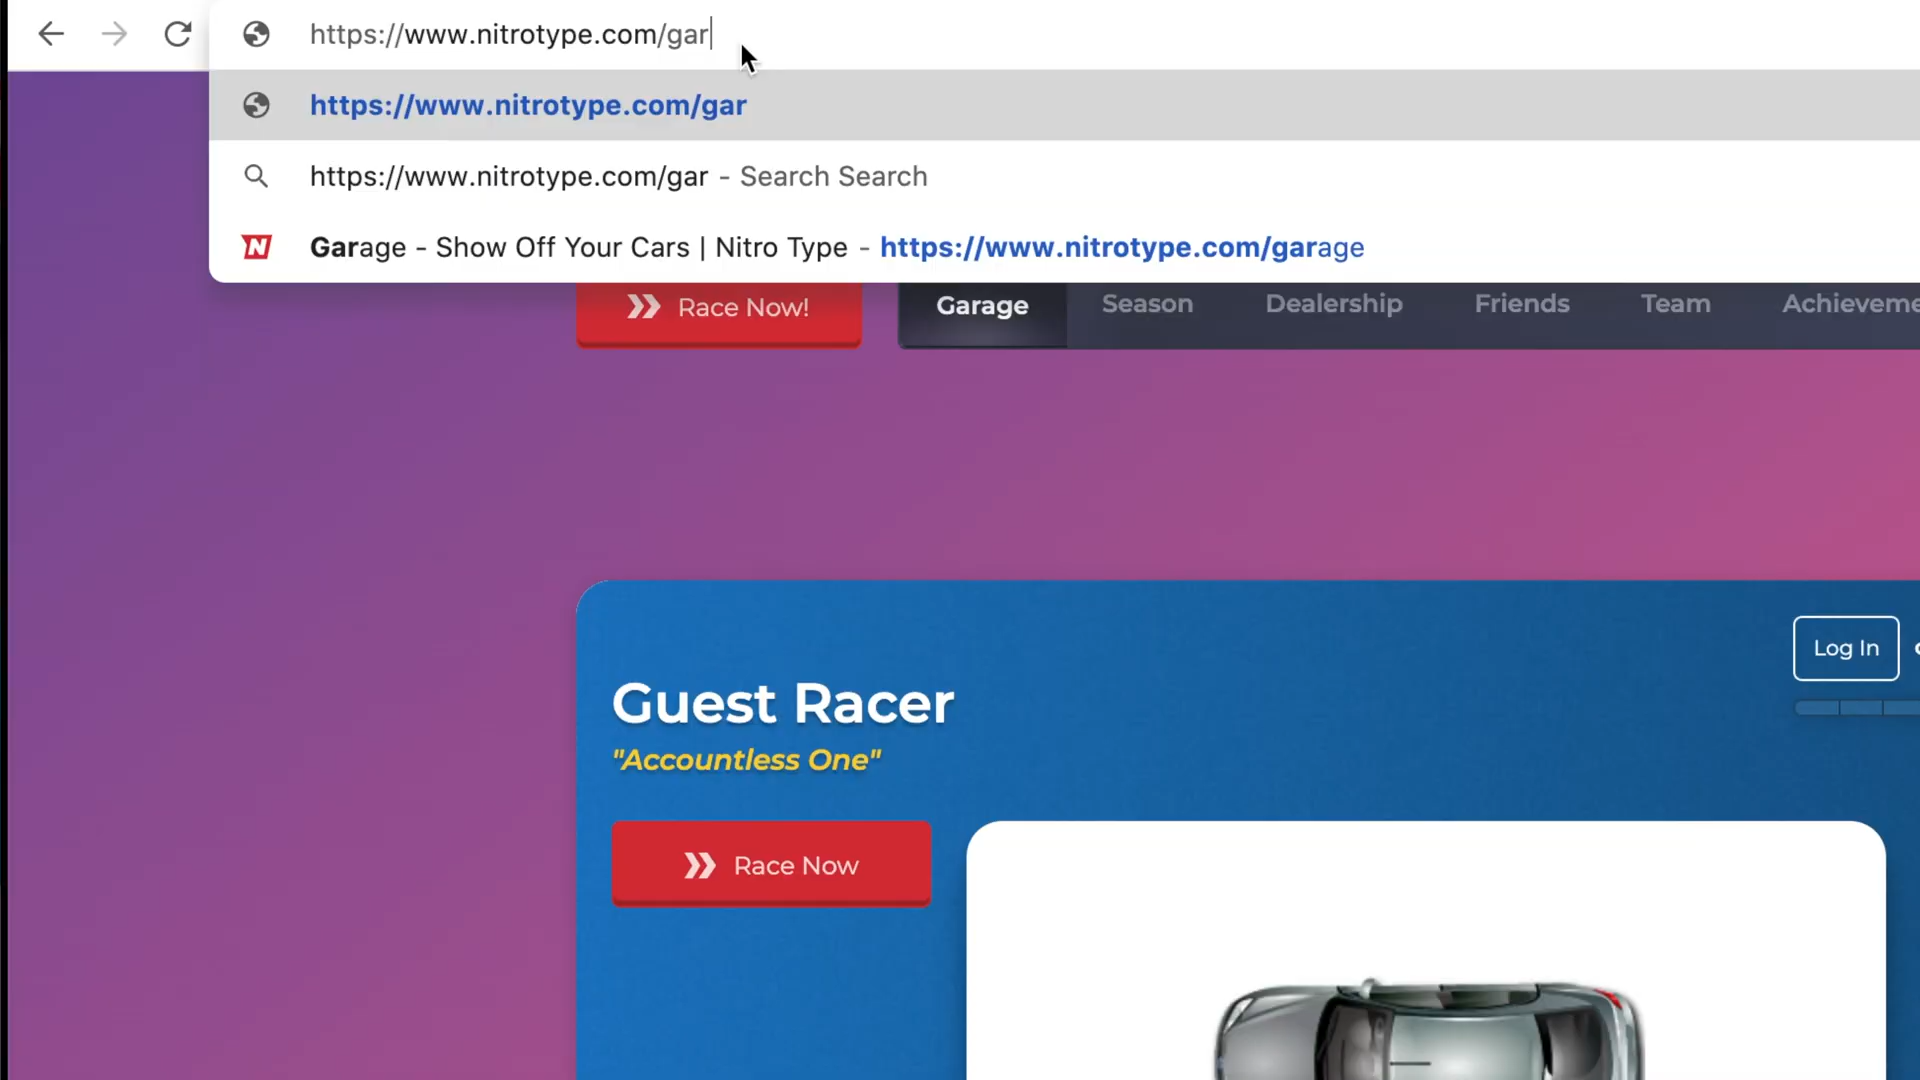 https://www.nitrotype.com/gar
https://www.nitrotype.com/gar
https://www.nitrotype.com/gar - Search Search
N Garage - Show Off Your Cars | Nitro Type - https://www.nitrotype.com/garage
Race Now! Garage Season Dealership Friends Team Achieveme
Log In
Guest Racer
"Accountless One"
Race Now